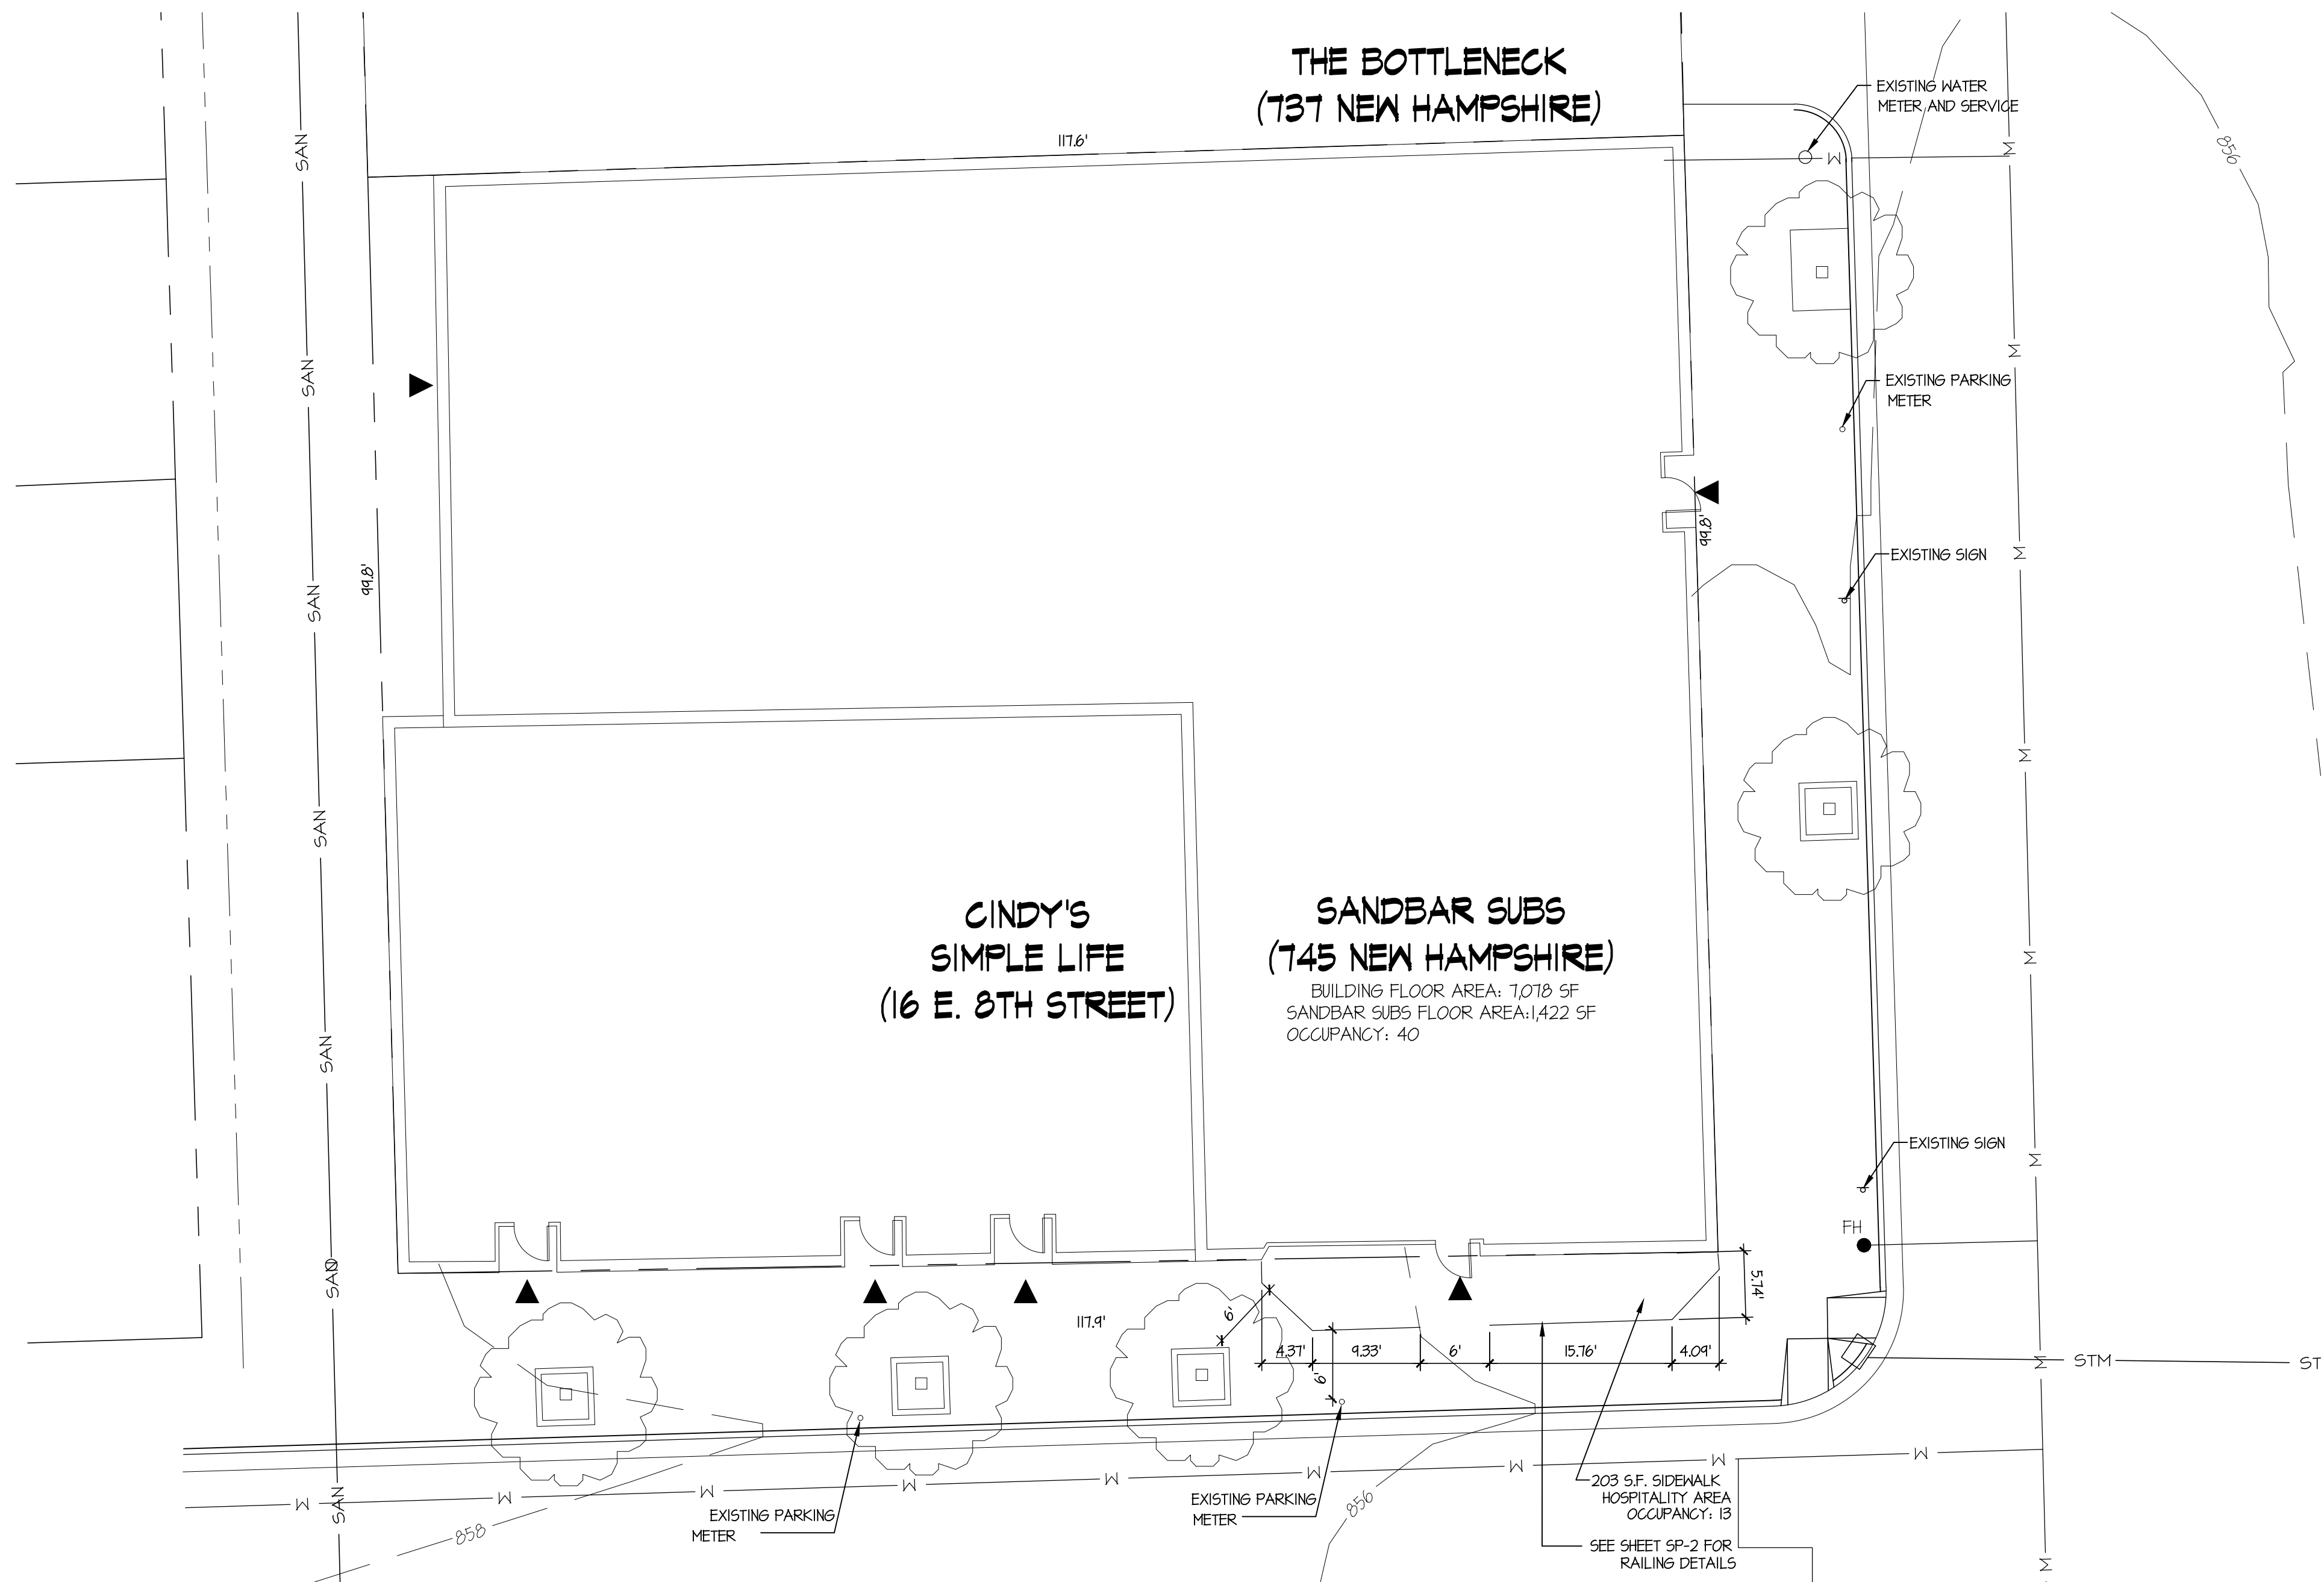 THE BOTTLENECK
(737 NEW HAMPSHIRE)
EXISTING WATER
METER AND SERVICE
117.6'
W
856
SAN
SAN
SAN
SAN
SAN
SAN
SAN
W
W
W
W
W
W
W
W
EXISTING PARKING
METER
99.8'
99.8'
EXISTING SIGN
CINDY'S
SIMPLE LIFE
(16 E. 8TH STREET)
SANDBAR SUBS
(745 NEW HAMPSHIRE)
BUILDING FLOOR AREA: 7,078 SF
SANDBAR SUBS FLOOR AREA:1,422 SF
OCCUPANCY: 40
EXISTING SIGN
FH
5.74'
117.9'
6'
4.37'
9.33'
6'
15.76'
4.09'
6'
STM
ST
W
W
W
W
W
W
W
W
W
858
856
EXISTING PARKING
METER
EXISTING PARKING
METER
203 S.F. SIDEWALK
HOSPITALITY AREA
OCCUPANCY: 13
SEE SHEET SP-2 FOR
RAILING DETAILS